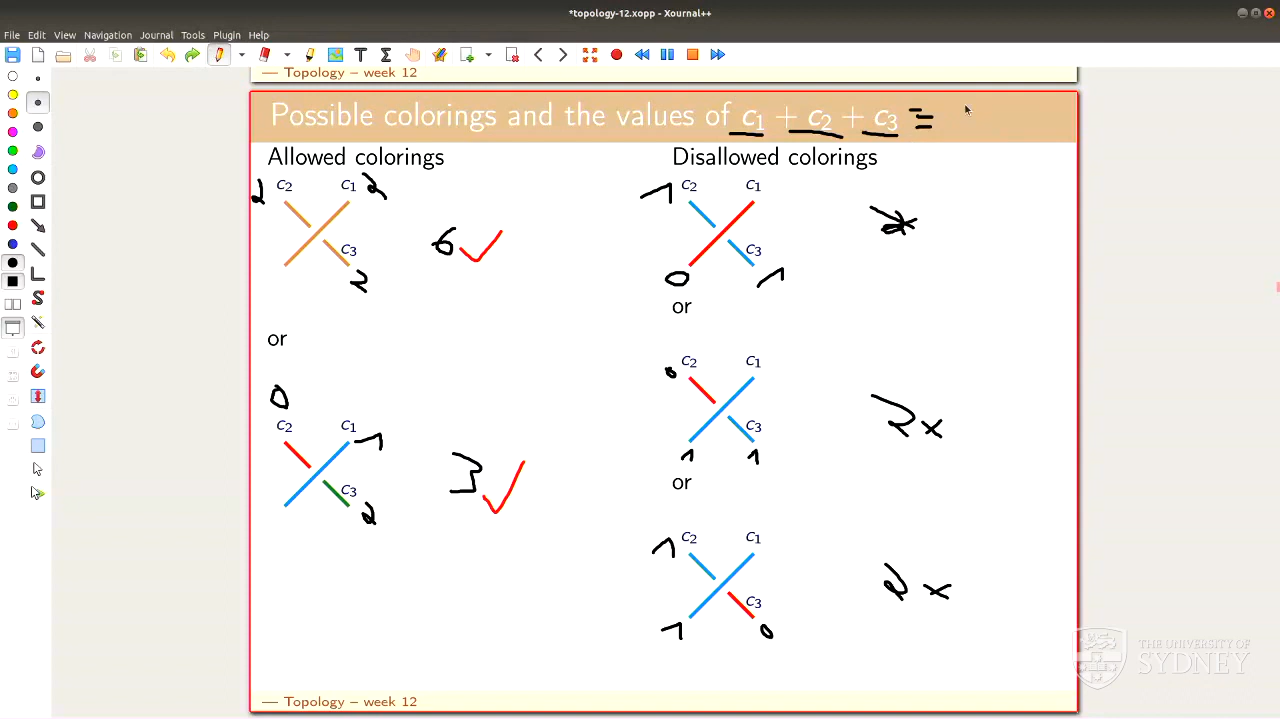 *topology-12.xopp - Xournal++
File Edit View Navigation Journal Tools Plugin Help
— Topology – week 12
Possible colorings and the values of c₁ + c₂ + c₃ =
Allowed colorings
2 c₂ c₁ 2
6
c₃
2
or
0
c₂ c₁ 1
3
c₃
2
Disallowed colorings
1 c₂ c₁
c₃
0 1
or
c₂ c₁
0
2 x
c₃
1 1
or
1 c₂ c₁
2 x
c₃
1 0
— Topology – week 12
THE UNIVERSITY OF
SYDNEY